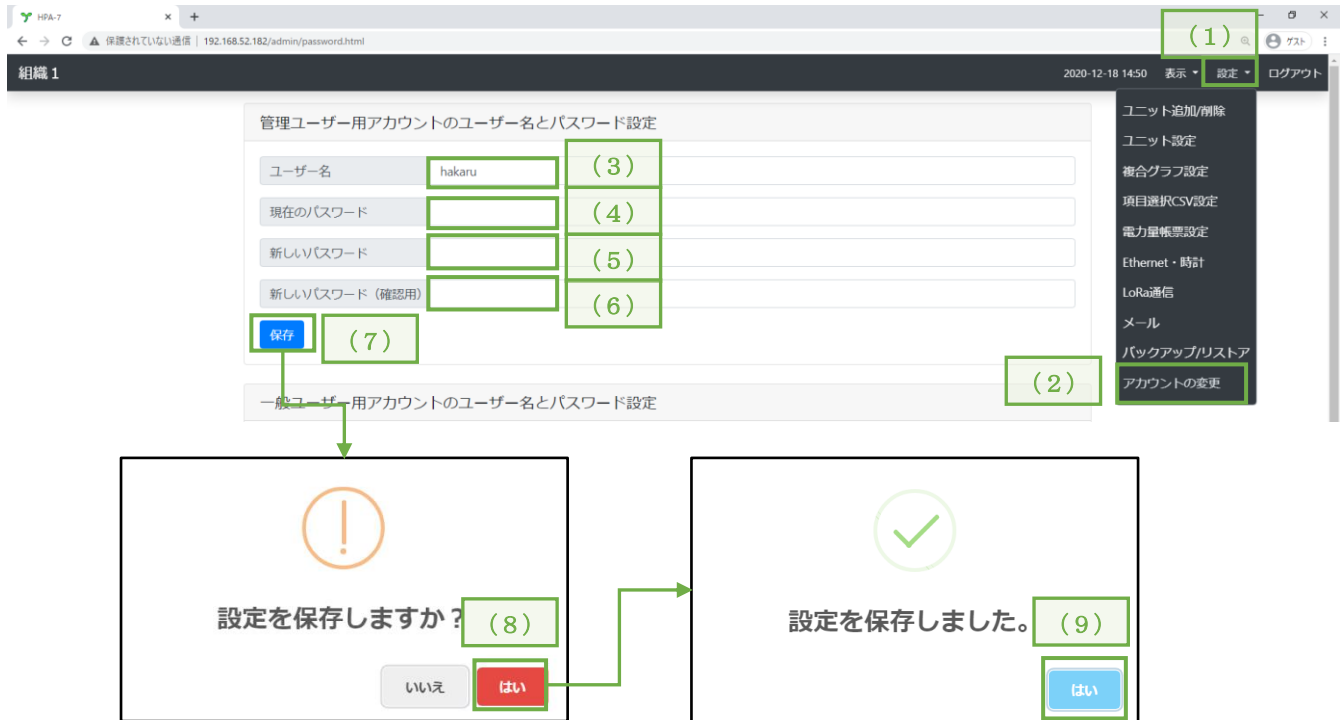 HPA-7
保護されていない通信 | 192.168.52.182/admin/password.html
ゲスト
(1)
組織 1
2020-12-18 14:50 表示 設定 ログアウト
管理ユーザー用アカウントのユーザー名とパスワード設定
ユーザー名 hakaru
(3)
現在のパスワード
(4)
新しいパスワード
(5)
新しいパスワード（確認用）
(6)
保存
(7)
一般ユーザー用アカウントのユーザー名とパスワード設定
ユニット追加/削除
ユニット設定
複合グラフ設定
項目選択CSV設定
電力量帳票設定
Ethernet・時計
LoRa通信
メール
バックアップ/リストア
(2)
アカウントの変更
設定を保存しますか？
(8)
いいえ はい
設定を保存しました。
(9)
はい